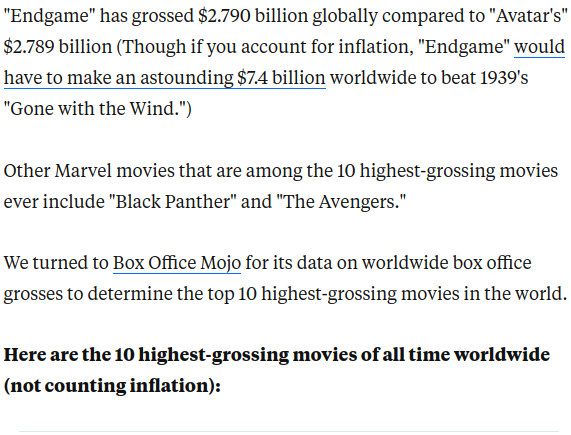 "Endgame" has grossed $2.790 billion globally compared to "Avatar's"
$2.789 billion (Though if you account for inflation, "Endgame" would
have to make an astounding $7.4 billion worldwide to beat 1939's
"Gone with the Wind.")
Other Marvel movies that are among the 10 highest-grossing movies
ever include "Black Panther" and "The Avengers."
We turned to Box Office Mojo for its data on worldwide box office
grosses to determine the top 10 highest-grossing movies in the world.
Here are the 10 highest-grossing movies of all time worldwide
(not counting inflation):